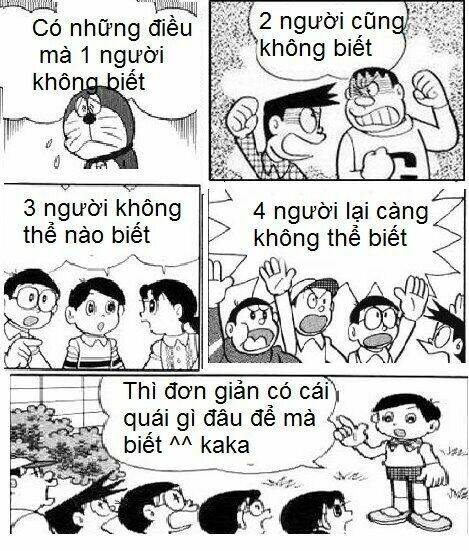 Có những điều
mà 1 người
không biết
2 người cũng
không biết
3 người không
thể nào biết
4 người lại càng
không thể biết
Thì đơn giản có cái
quái gì đâu để mà
biết ^^ kaka